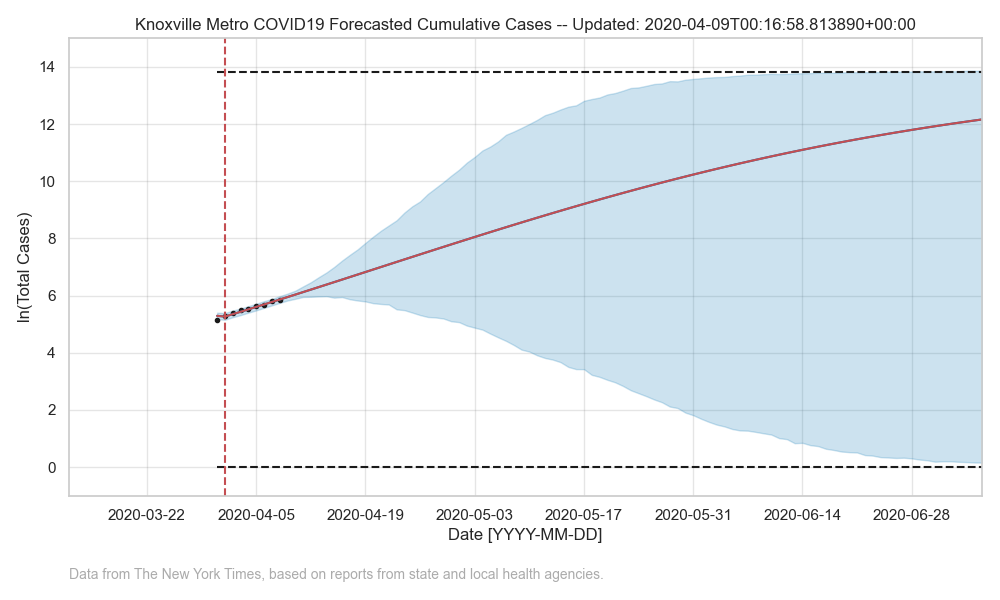 Knoxville Metro COVID19 Forecasted Cumulative Cases -- Updated: 2020-04-09T00:16:58.813890+00:00
ln(Total Cases)
14
12
10
8
6
4
2
0
2020-03-22 2020-04-05 2020-04-19 2020-05-03 2020-05-17 2020-05-31 2020-06-14 2020-06-28
Date [YYYY-MM-DD]
Data from The New York Times, based on reports from state and local health agencies.